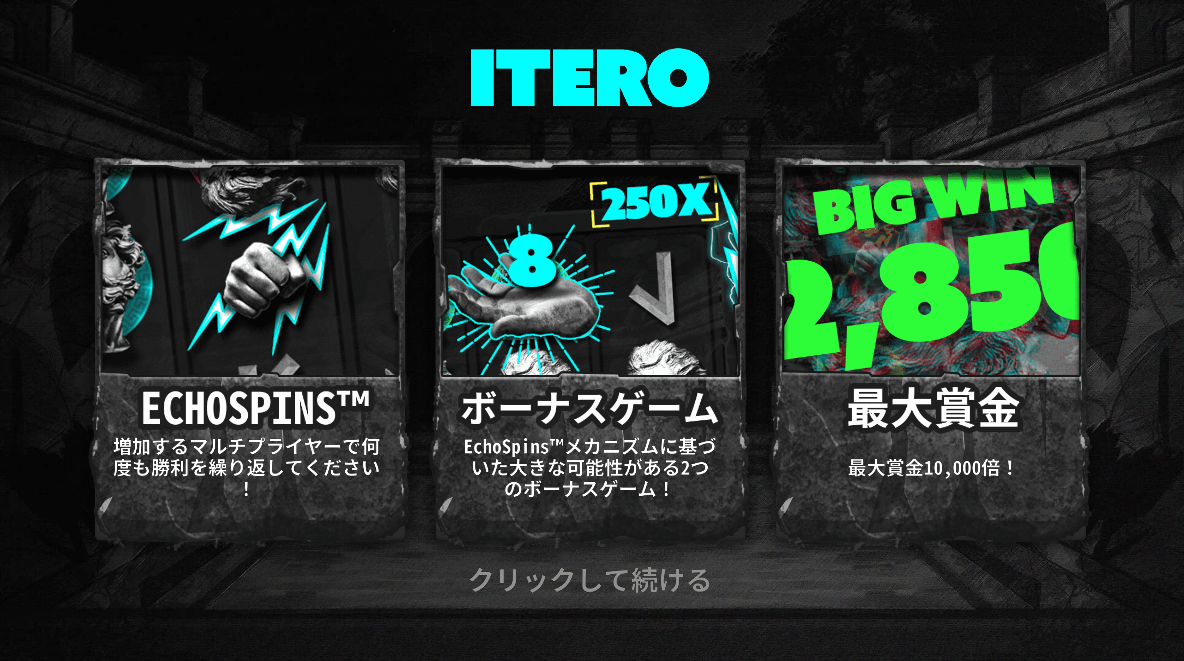 ITERO
250X
8
BIG WIN
2,850
ECHOSPINS™
増加するマルチプライヤーで何
度も勝利を繰り返してください
！
ボーナスゲーム
EchoSpins™メカニズムに基づ
いた大きな可能性がある2つ
のボーナスゲーム！
最大賞金
最大賞金10,000倍！
クリックして続ける